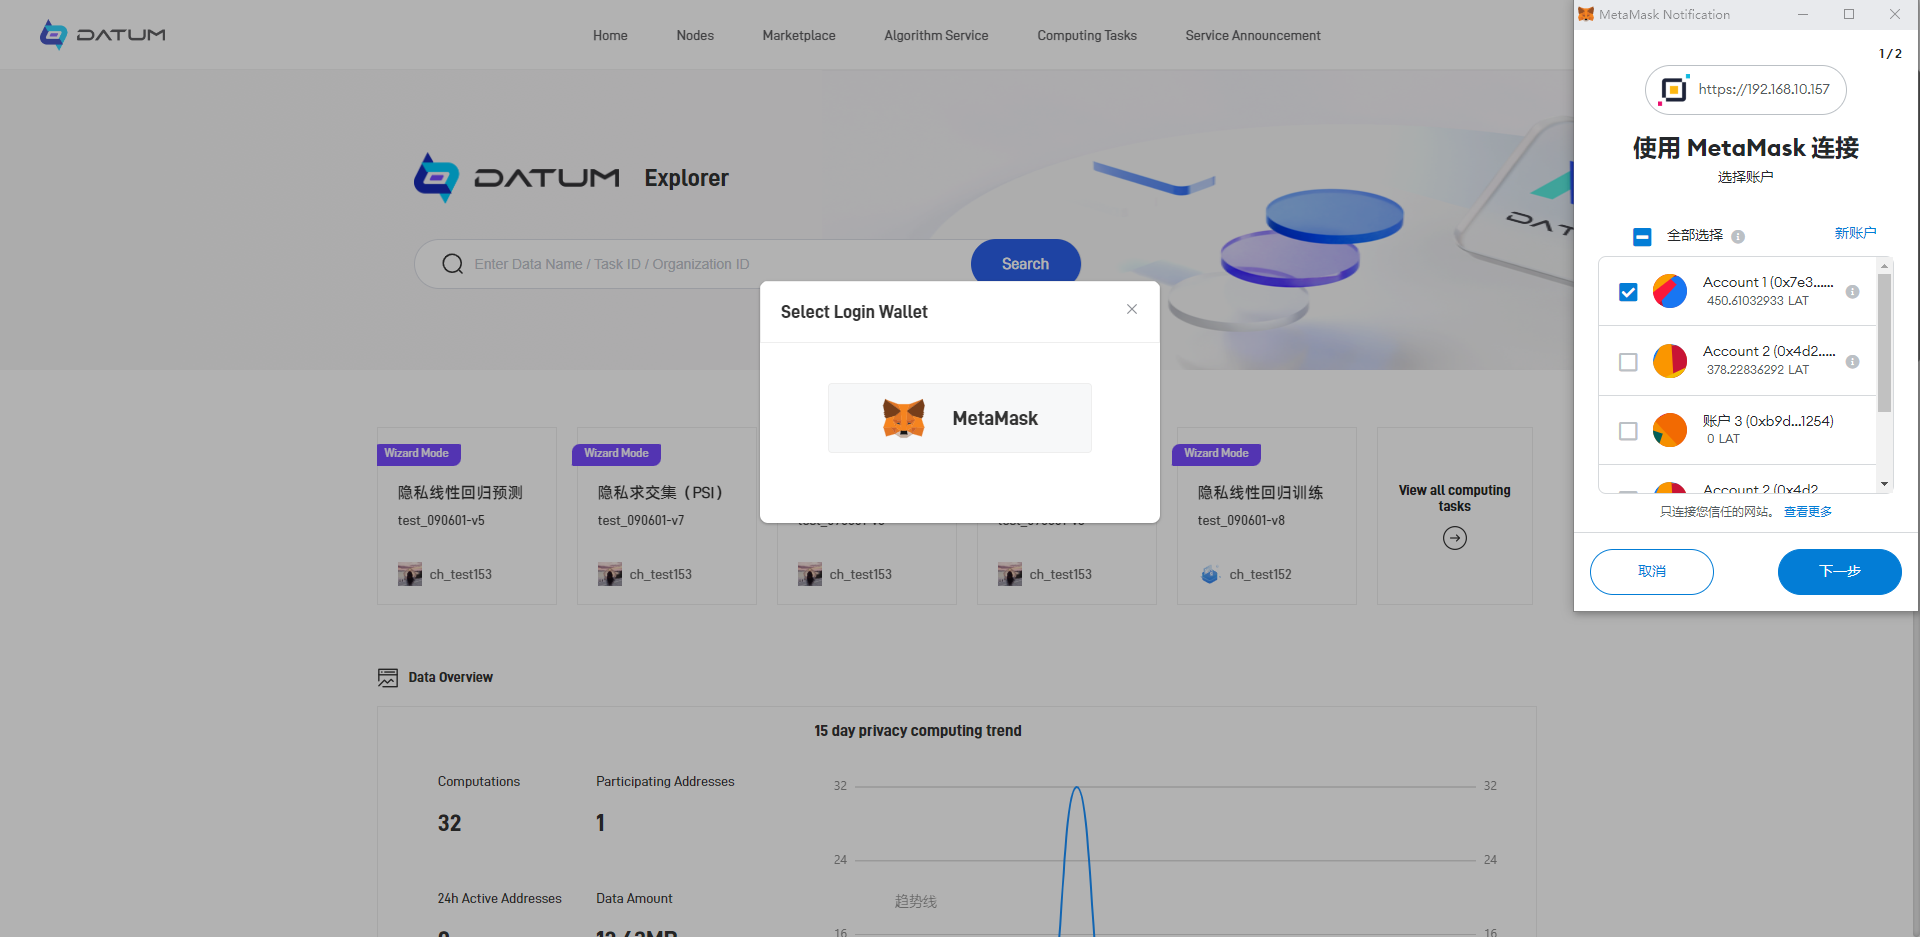 DATUM
Home
Nodes
Marketplace
Algorithm Service
Computing Tasks
Service Announcement
DATUM Explorer
Enter Data Name / Task ID / Organization ID
Search
Select Login Wallet
MetaMask
Wizard Mode
隐私线性回归预测
test_090601-v5
ch_test153
Wizard Mode
隐私求交集（PSI）
test_090601-v7
ch_test153
ch_test153
ch_test153
Wizard Mode
隐私线性回归训练
test_090601-v8
ch_test152
View all computing
tasks
Data Overview
15 day privacy computing trend
Computations
32
Participating Addresses
1
24h Active Addresses
Data Amount
32
32
24
24
趋势线
16
16
MetaMask Notification
1 / 2
https://192.168.10.157
使用 MetaMask 连接
选择账户
全部选择
新账户
Account 1 (0x7e3......
450.61032933 LAT
Account 2 (0x4d2.....
378.22836292 LAT
账户 3 (0xb9d...1254)
0 LAT
Account 2 (0x4d2
只连接您信任的网站。 查看更多
取消
下一步